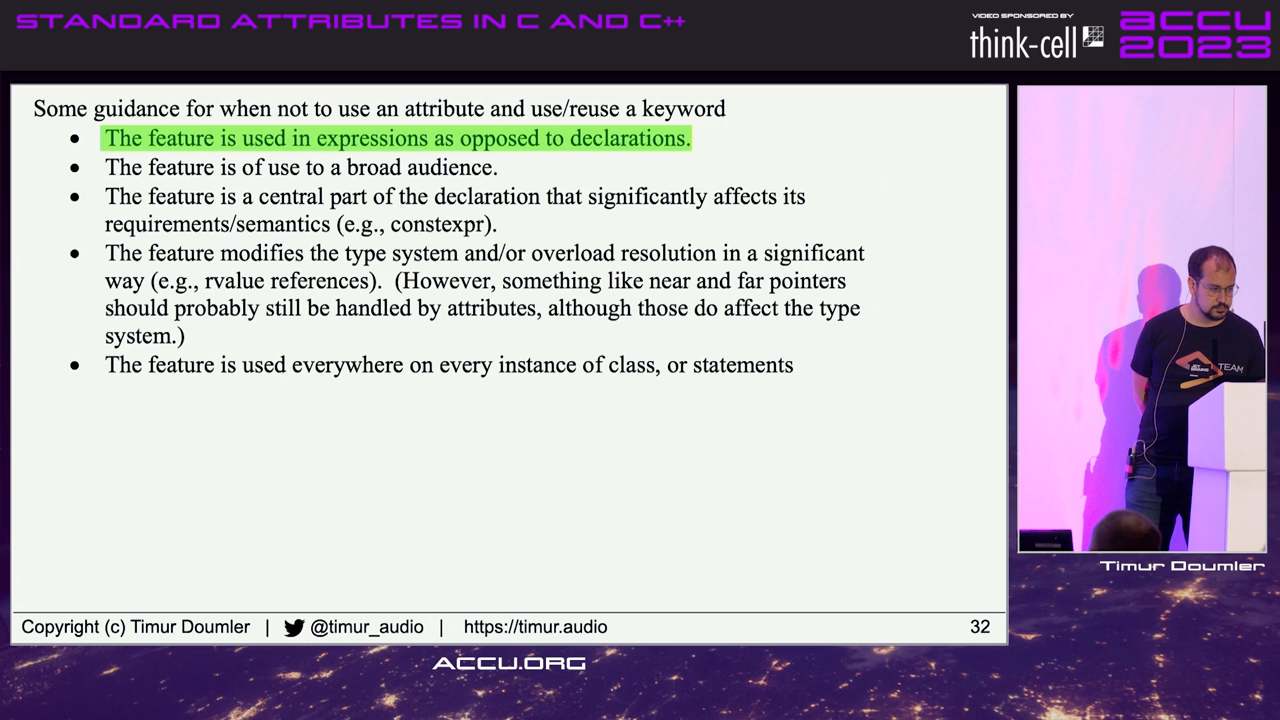 STANDARD ATTRIBUTES IN C AND C++
VIDEO SPONSORED BY
think-cell
ACCU
2023
Some guidance for when not to use an attribute and use/reuse a keyword
• The feature is used in expressions as opposed to declarations.
• The feature is of use to a broad audience.
• The feature is a central part of the declaration that significantly affects its
requirements/semantics (e.g., constexpr).
• The feature modifies the type system and/or overload resolution in a significant
way (e.g., rvalue references).  (However, something like near and far pointers
should probably still be handled by attributes, although those do affect the type
system.)
• The feature is used everywhere on every instance of class, or statements
TEAM
Timur Doumler
Copyright (c) Timur Doumler | @timur_audio | https://timur.audio 32
ACCU.ORG